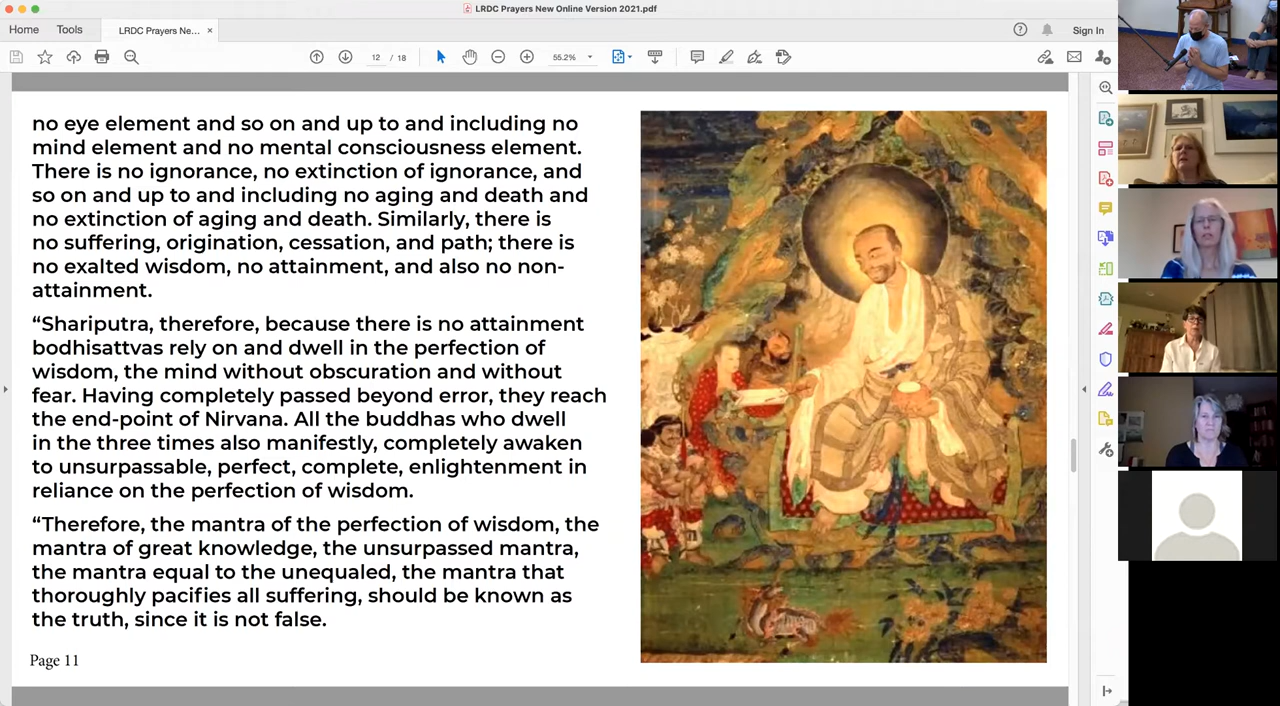 LRDC Prayers New Online Version 2021.pdf
Home Tools LRDC Prayers Ne... × Sign In
12 / 18 55.2%
no eye element and so on and up to and including no
mind element and no mental consciousness element.
There is no ignorance, no extinction of ignorance, and
so on and up to and including no aging and death and
no extinction of aging and death. Similarly, there is
no suffering, origination, cessation, and path; there is
no exalted wisdom, no attainment, and also no non-
attainment.
“Shariputra, therefore, because there is no attainment
bodhisattvas rely on and dwell in the perfection of
wisdom, the mind without obscuration and without
fear. Having completely passed beyond error, they reach
the end-point of Nirvana. All the buddhas who dwell
in the three times also manifestly, completely awaken
to unsurpassable, perfect, complete, enlightenment in
reliance on the perfection of wisdom.
“Therefore, the mantra of the perfection of wisdom, the
mantra of great knowledge, the unsurpassed mantra,
the mantra equal to the unequaled, the mantra that
thoroughly pacifies all suffering, should be known as
the truth, since it is not false.
Page 11